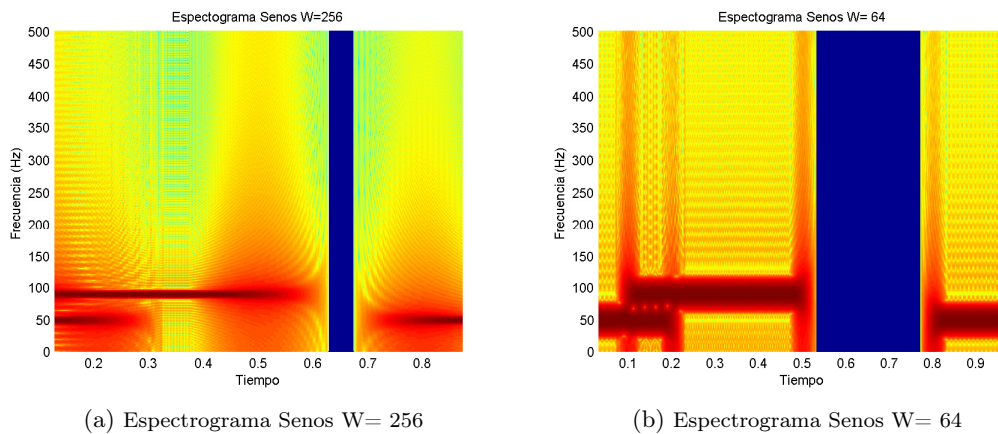 Espectograma Senos W=256
500
450
400
350
300
250
200
150
100
50
0
Frecuencia (Hz)
0.2 0.3 0.4 0.5 0.6 0.7 0.8
Tiempo
(a) Espectrograma Senos W= 256
Espectograma Senos W= 64
500
450
400
350
300
250
200
150
100
50
0
Frecuencia (Hz)
0.1 0.2 0.3 0.4 0.5 0.6 0.7 0.8 0.9
Tiempo
(b) Espectrograma Senos W= 64